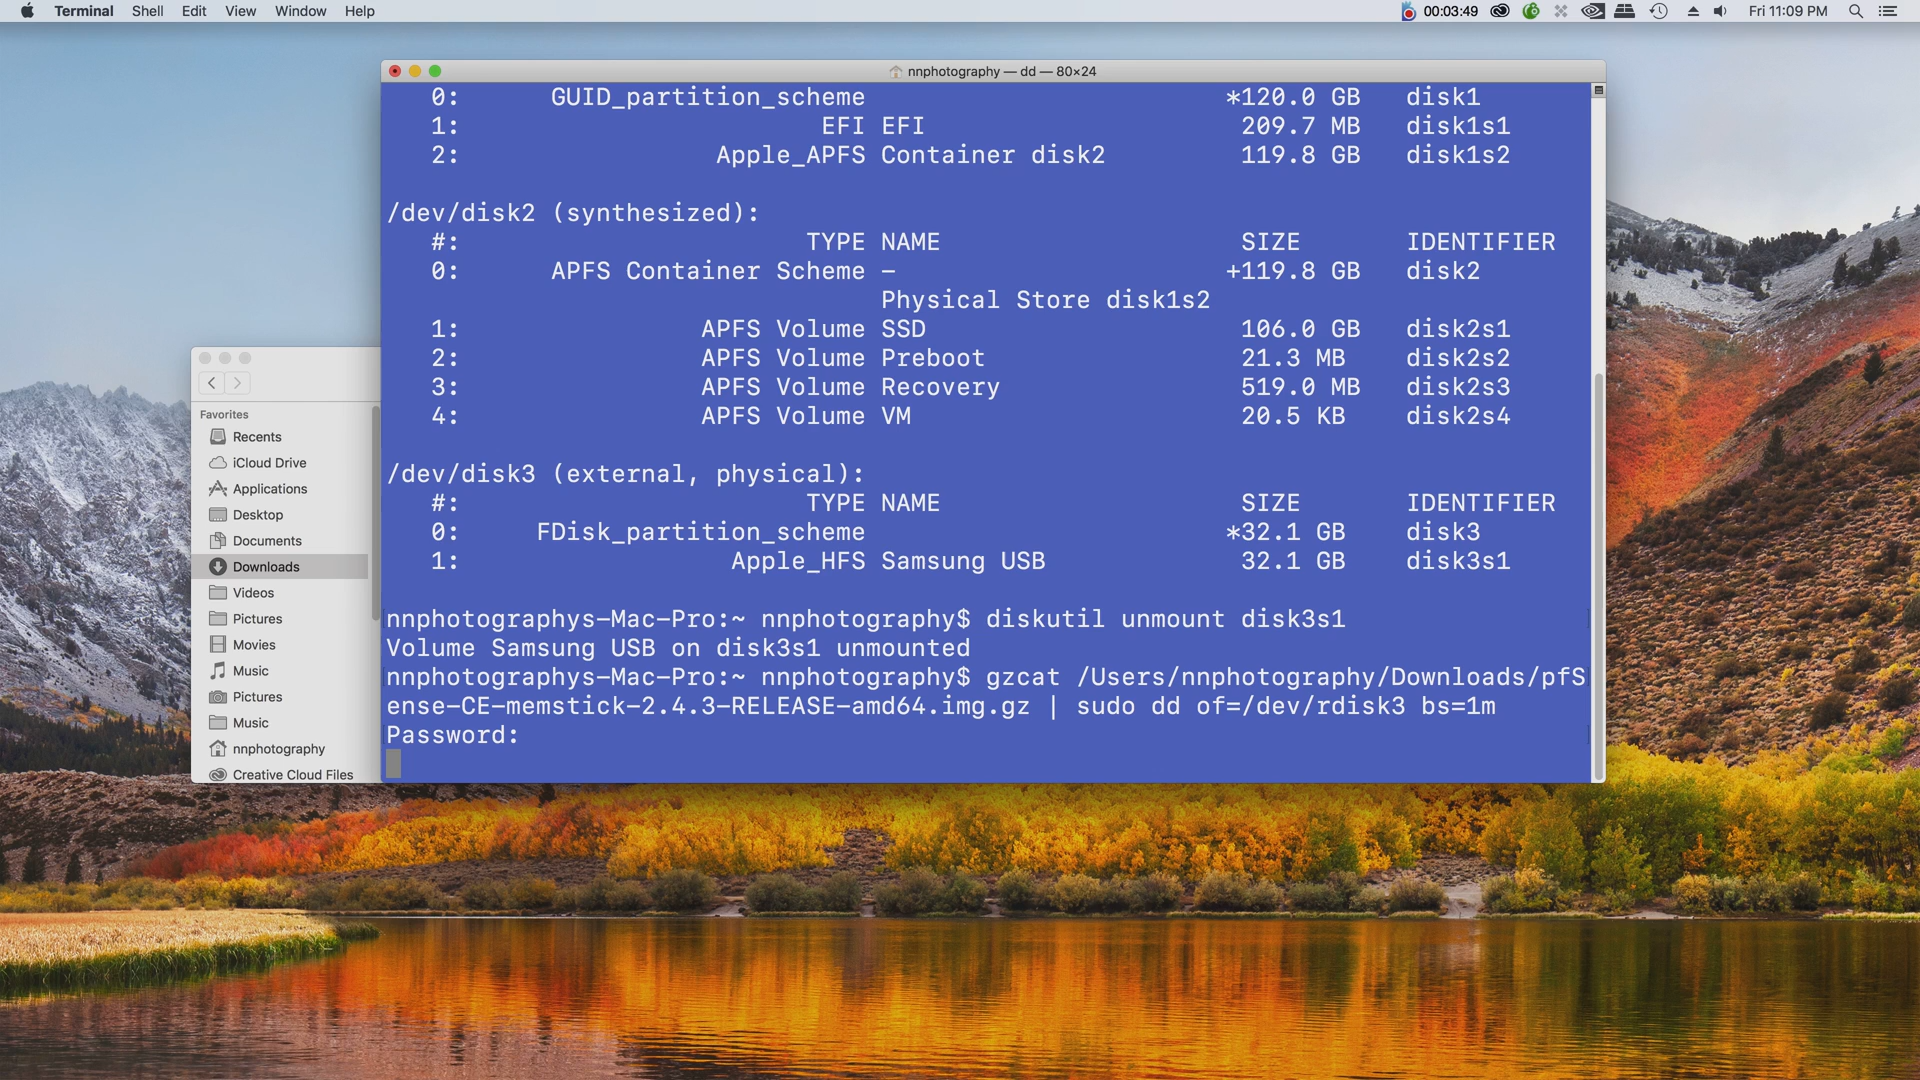 Terminal Shell Edit View Window Help 00:03:49 Fri 11:09 PM
nnphotography — dd — 80×24
0: GUID_partition_scheme *120.0 GB disk1
1: EFI EFI 209.7 MB disk1s1
2: Apple_APFS Container disk2 119.8 GB disk1s2
/dev/disk2 (synthesized):
#: TYPE NAME SIZE IDENTIFIER
0: APFS Container Scheme - +119.8 GB disk2
Physical Store disk1s2
1: APFS Volume SSD 106.0 GB disk2s1
2: APFS Volume Preboot 21.3 MB disk2s2
3: APFS Volume Recovery 519.0 MB disk2s3
4: APFS Volume VM 20.5 KB disk2s4
/dev/disk3 (external, physical):
#: TYPE NAME SIZE IDENTIFIER
0: FDisk_partition_scheme *32.1 GB disk3
1: Apple_HFS Samsung USB 32.1 GB disk3s1
nnphotographys-Mac-Pro:~ nnphotography$ diskutil unmount disk3s1
Volume Samsung USB on disk3s1 unmounted
nnphotographys-Mac-Pro:~ nnphotography$ gzcat /Users/nnphotography/Downloads/pfS
ense-CE-memstick-2.4.3-RELEASE-amd64.img.gz | sudo dd of=/dev/rdisk3 bs=1m
Password:
Favorites
Recents
iCloud Drive
Applications
Desktop
Documents
Downloads
Videos
Pictures
Movies
Music
Pictures
Music
nnphotography
Creative Cloud Files